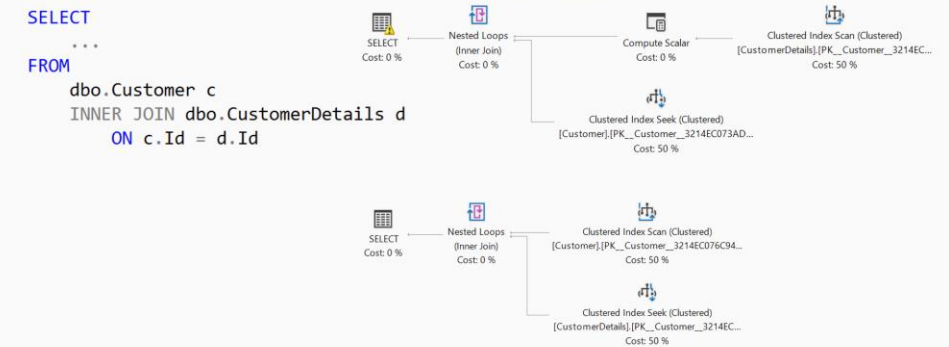 SELECT
...
FROM
dbo.Customer c
INNER JOIN dbo.CustomerDetails d
ON c.Id = d.Id
SELECT
Cost: 0 %
Nested Loops
(Inner Join)
Cost: 0 %
Compute Scalar
Cost: 0 %
Clustered Index Scan (Clustered)
[CustomerDetails].[PK__Customer__3214EC...
Cost: 50 %
Clustered Index Seek (Clustered)
[Customer].[PK__Customer__3214EC073AD...
Cost: 50 %
SELECT
Cost: 0 %
Nested Loops
(Inner Join)
Cost: 0 %
Clustered Index Scan (Clustered)
[Customer].[PK__Customer__3214EC076C94...
Cost: 50 %
Clustered Index Seek (Clustered)
[CustomerDetails].[PK__Customer__3214EC...
Cost: 50 %